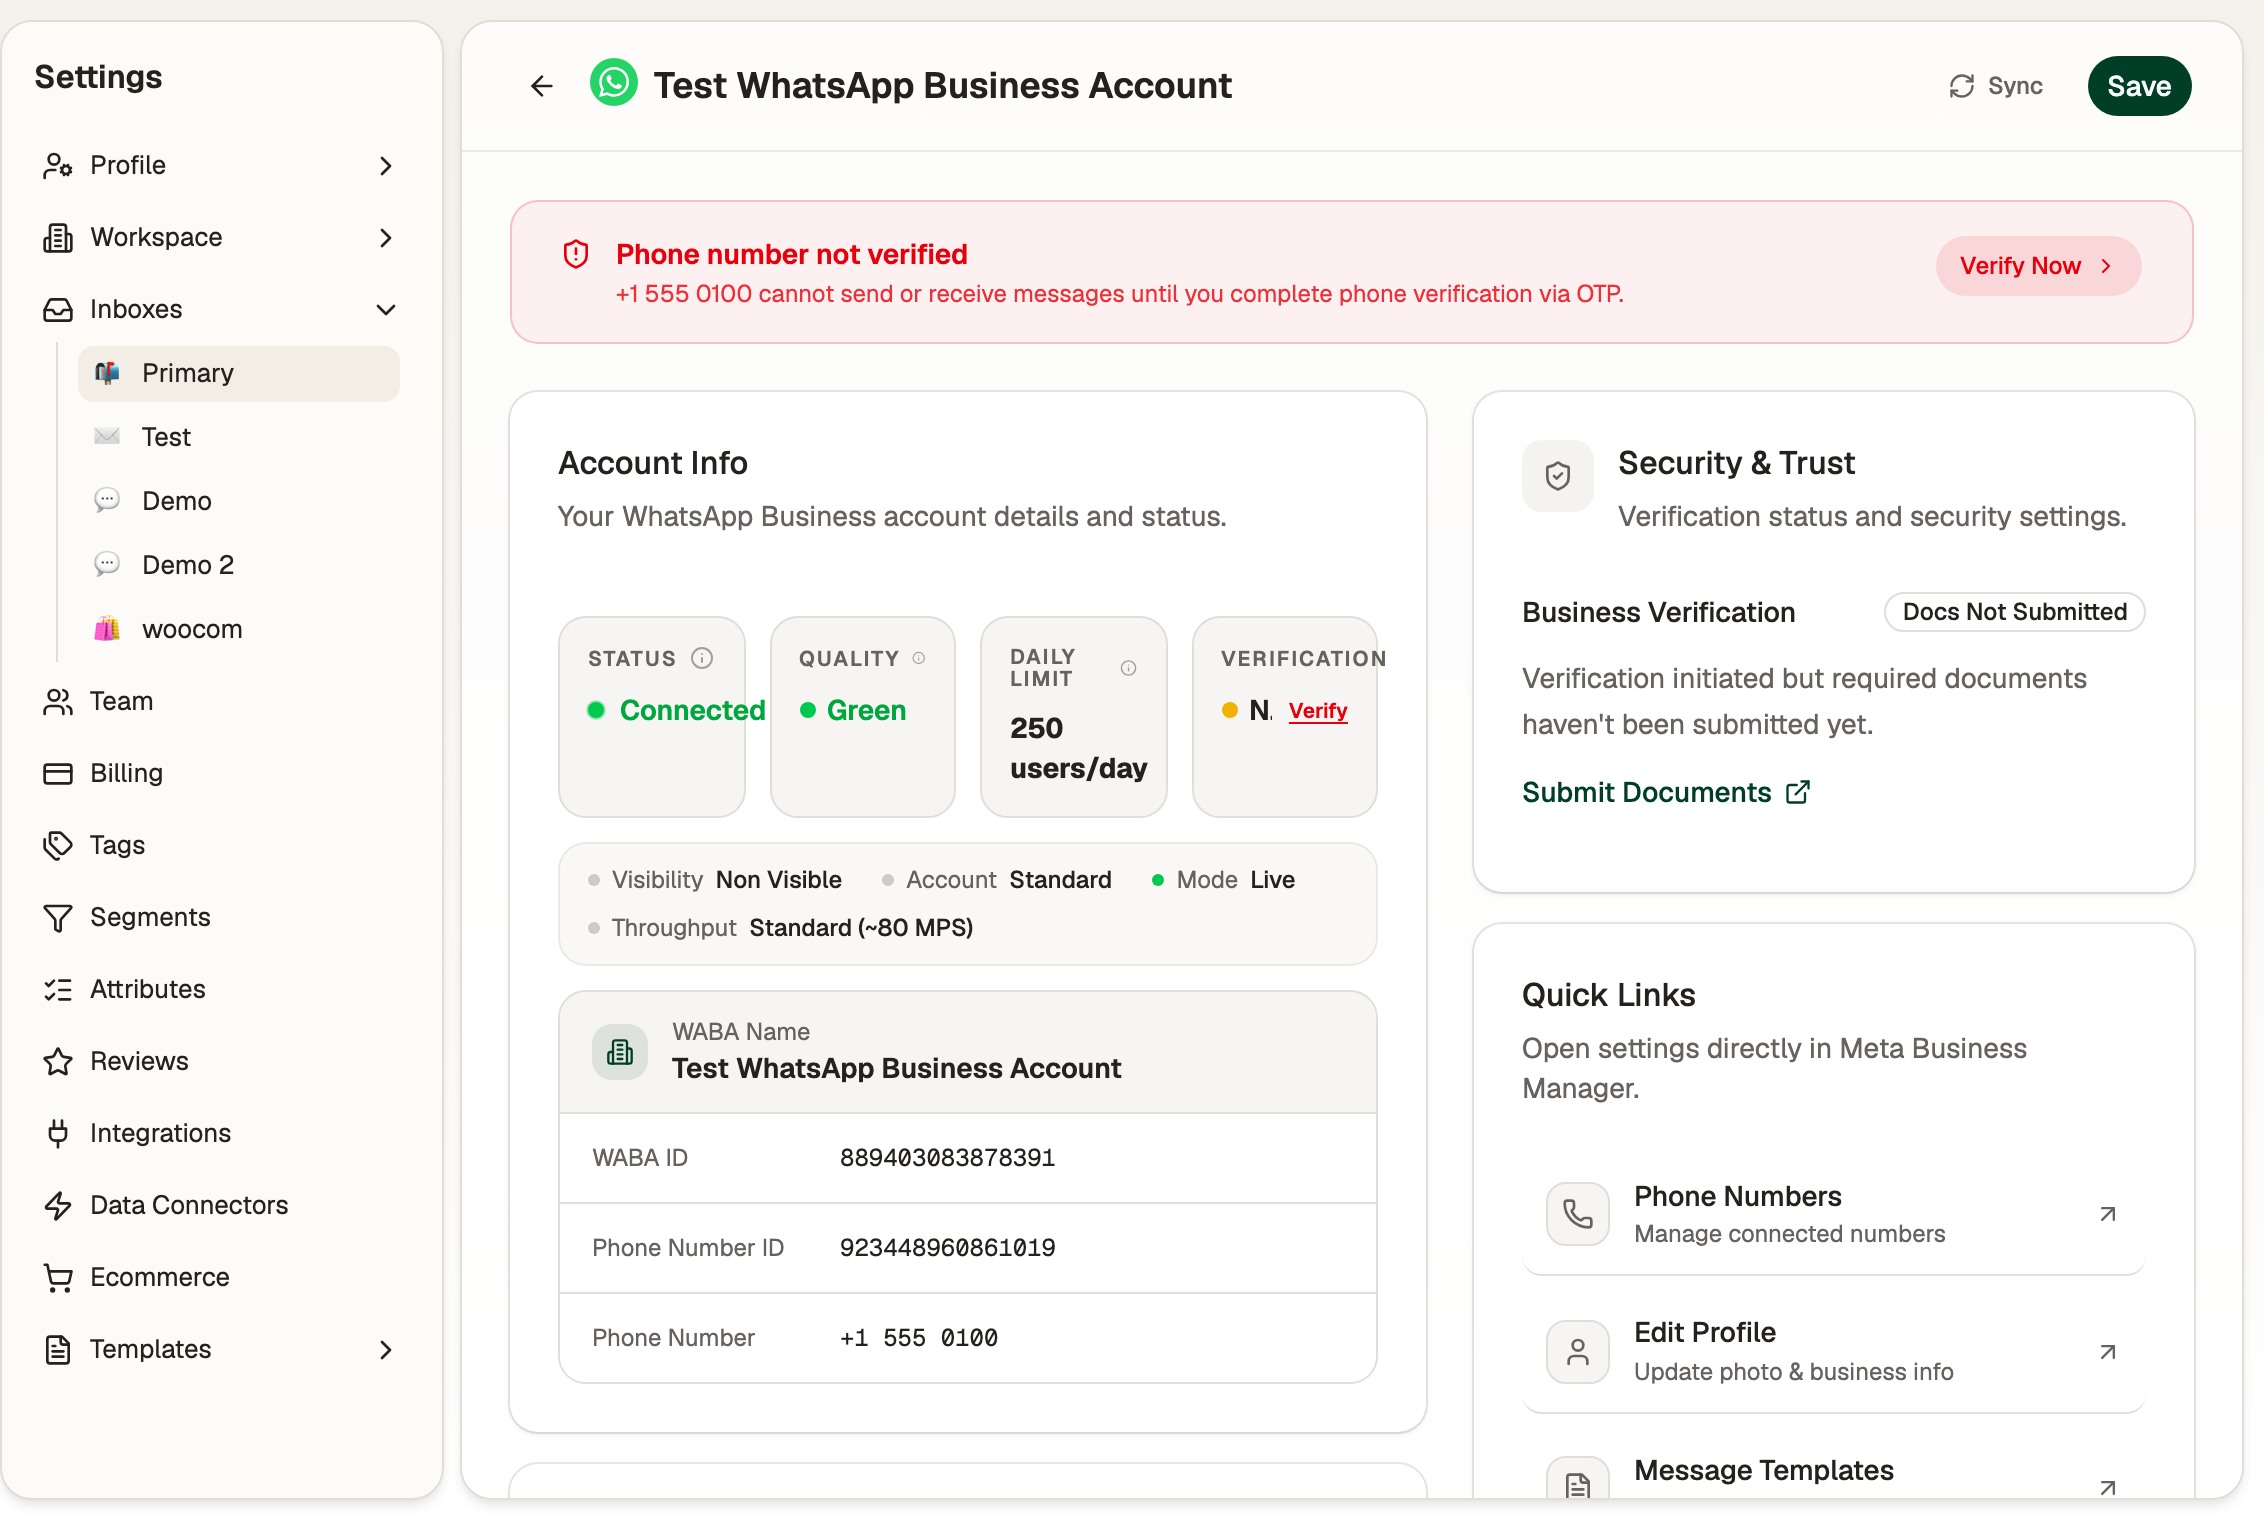 Settings
Profile
Workspace
Inboxes
Primary
Test
Demo
Demo 2
woocom
Team
Billing
Tags
Segments
Attributes
Reviews
Integrations
Data Connectors
Ecommerce
Templates
Test WhatsApp Business Account
Sync
Save
Phone number not verified
+1 555 0100 cannot send or receive messages until you complete phone verification via OTP.
Verify Now
Account Info
Your WhatsApp Business account details and status.
STATUS
Connected
QUALITY
Green
DAILY
LIMIT
250
users/day
VERIFICATION
N.
Verify
Visibility Non Visible
Account Standard
Mode Live
Throughput Standard (~80 MPS)
WABA Name
Test WhatsApp Business Account
WABA ID 889403083878391
Phone Number ID 923448960861019
Phone Number +1 555 0100
Security & Trust
Verification status and security settings.
Business Verification
Docs Not Submitted
Verification initiated but required documents
haven't been submitted yet.
Submit Documents
Quick Links
Open settings directly in Meta Business
Manager.
Phone Numbers
Manage connected numbers
Edit Profile
Update photo & business info
Message Templates